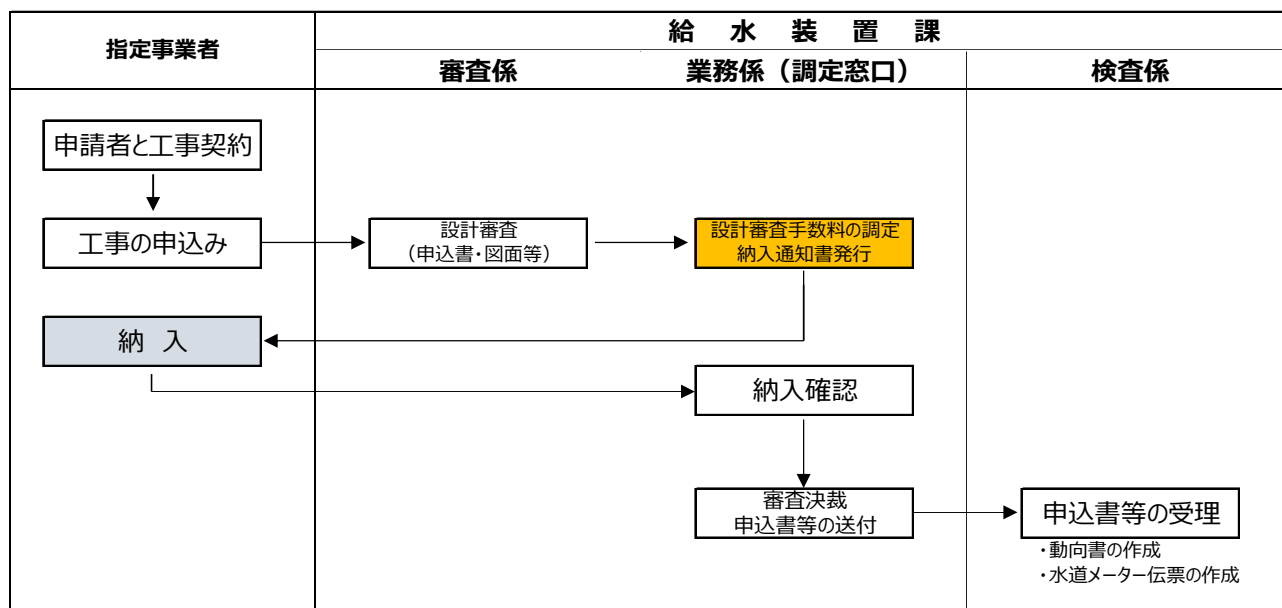 指定事業者
給 水 装 置 課
審査係
業務係（調定窓口）
検査係
申請者と工事契約
工事の申込み
設計審査
（申込書・図面等）
設計審査手数料の調定
納入通知書発行
納 入
納入確認
審査決裁
申込書等の送付
申込書等の受理
・動向書の作成
・水道メーター伝票の作成